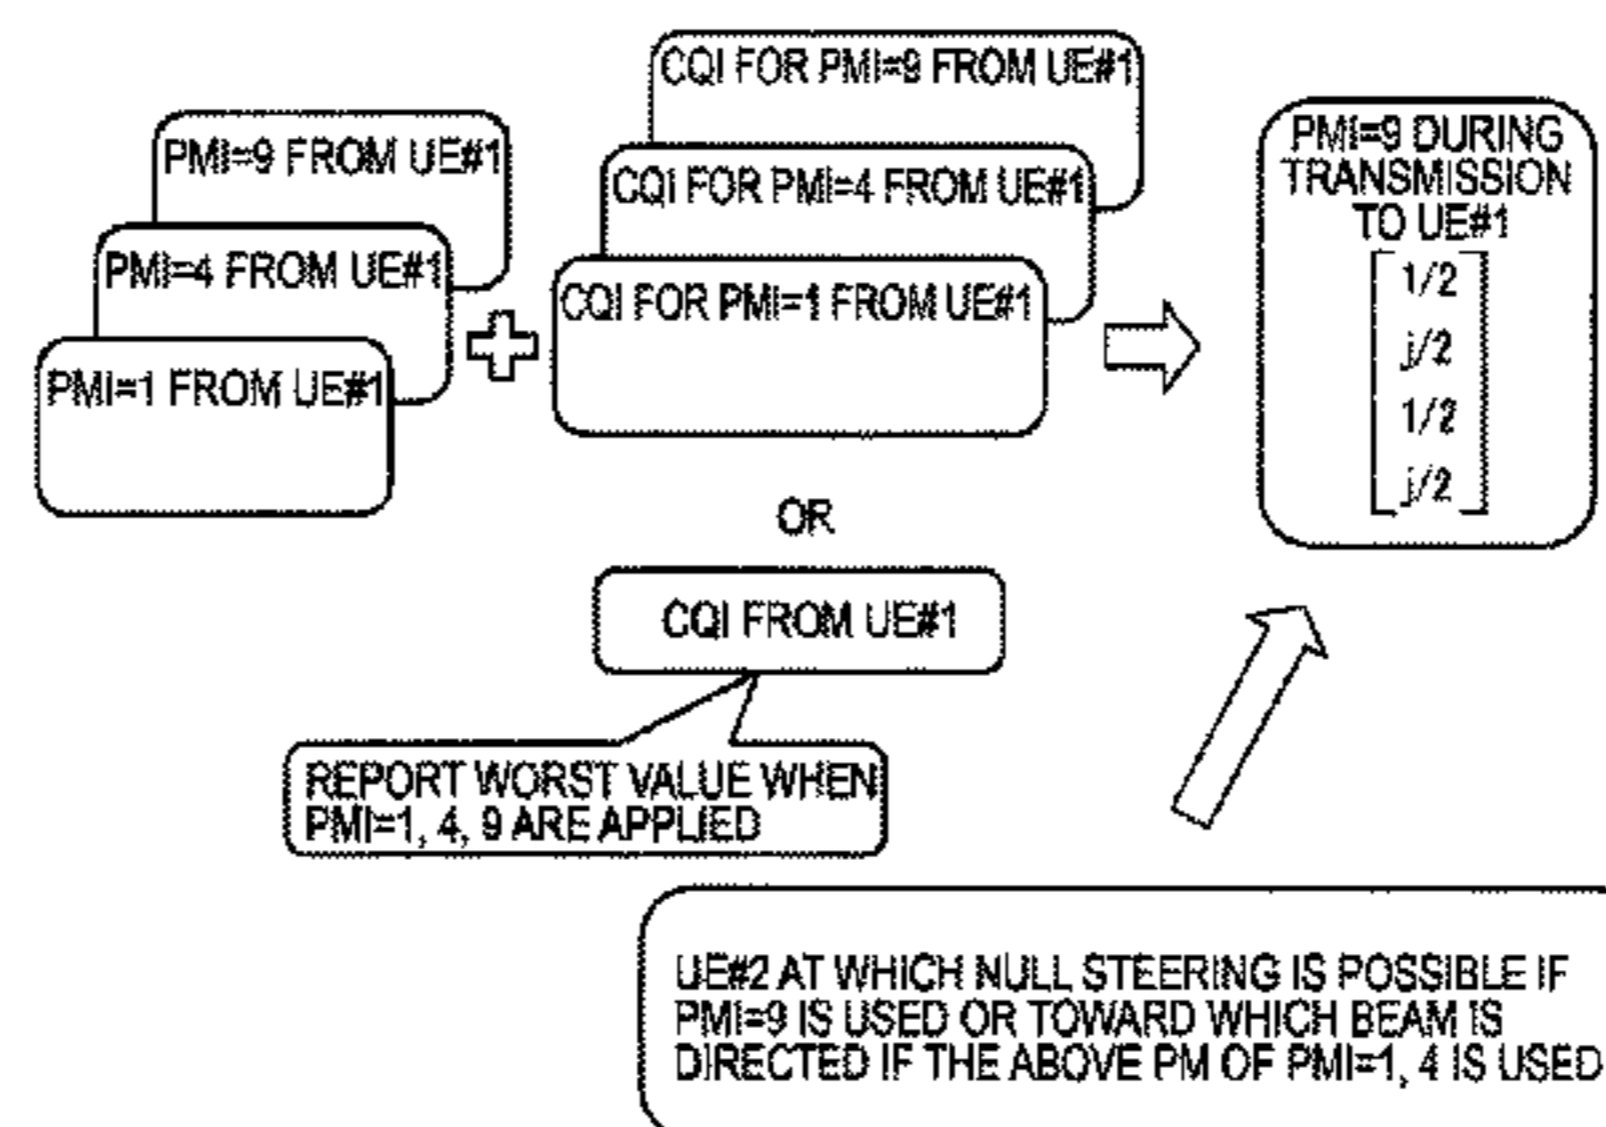 PMI=9 FROM UE#1
PMI=4 FROM UE#1
PMI=1 FROM UE#1
CQI FOR PMI=9 FROM UE#1
CQI FOR PMI=4 FROM UE#1
CQI FOR PMI=1 FROM UE#1
OR
CQI FROM UE#1
REPORT WORST VALUE WHEN
PMI=1, 4, 9 ARE APPLIED
PMI=9 DURING
TRANSMISSION
TO UE#1
1/2
j/2
1/2
j/2
UE#2 AT WHICH NULL STEERING IS POSSIBLE IF
PMI=9 IS USED OR TOWARD WHICH BEAM IS
DIRECTED IF THE ABOVE PM OF PMI=1, 4 IS USED